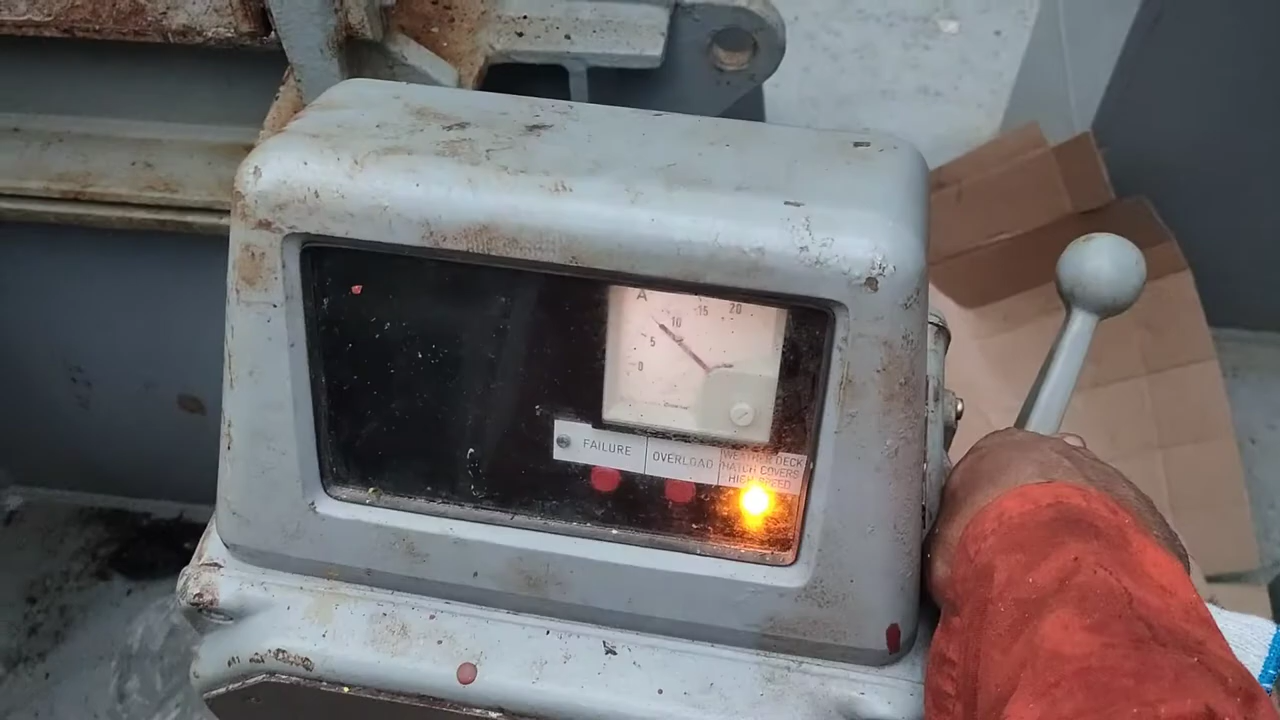 A
0 5 10 15 20
FAILURE
OVERLOAD
WEATHER DECK
HATCH COVERS
HIGH SPEED